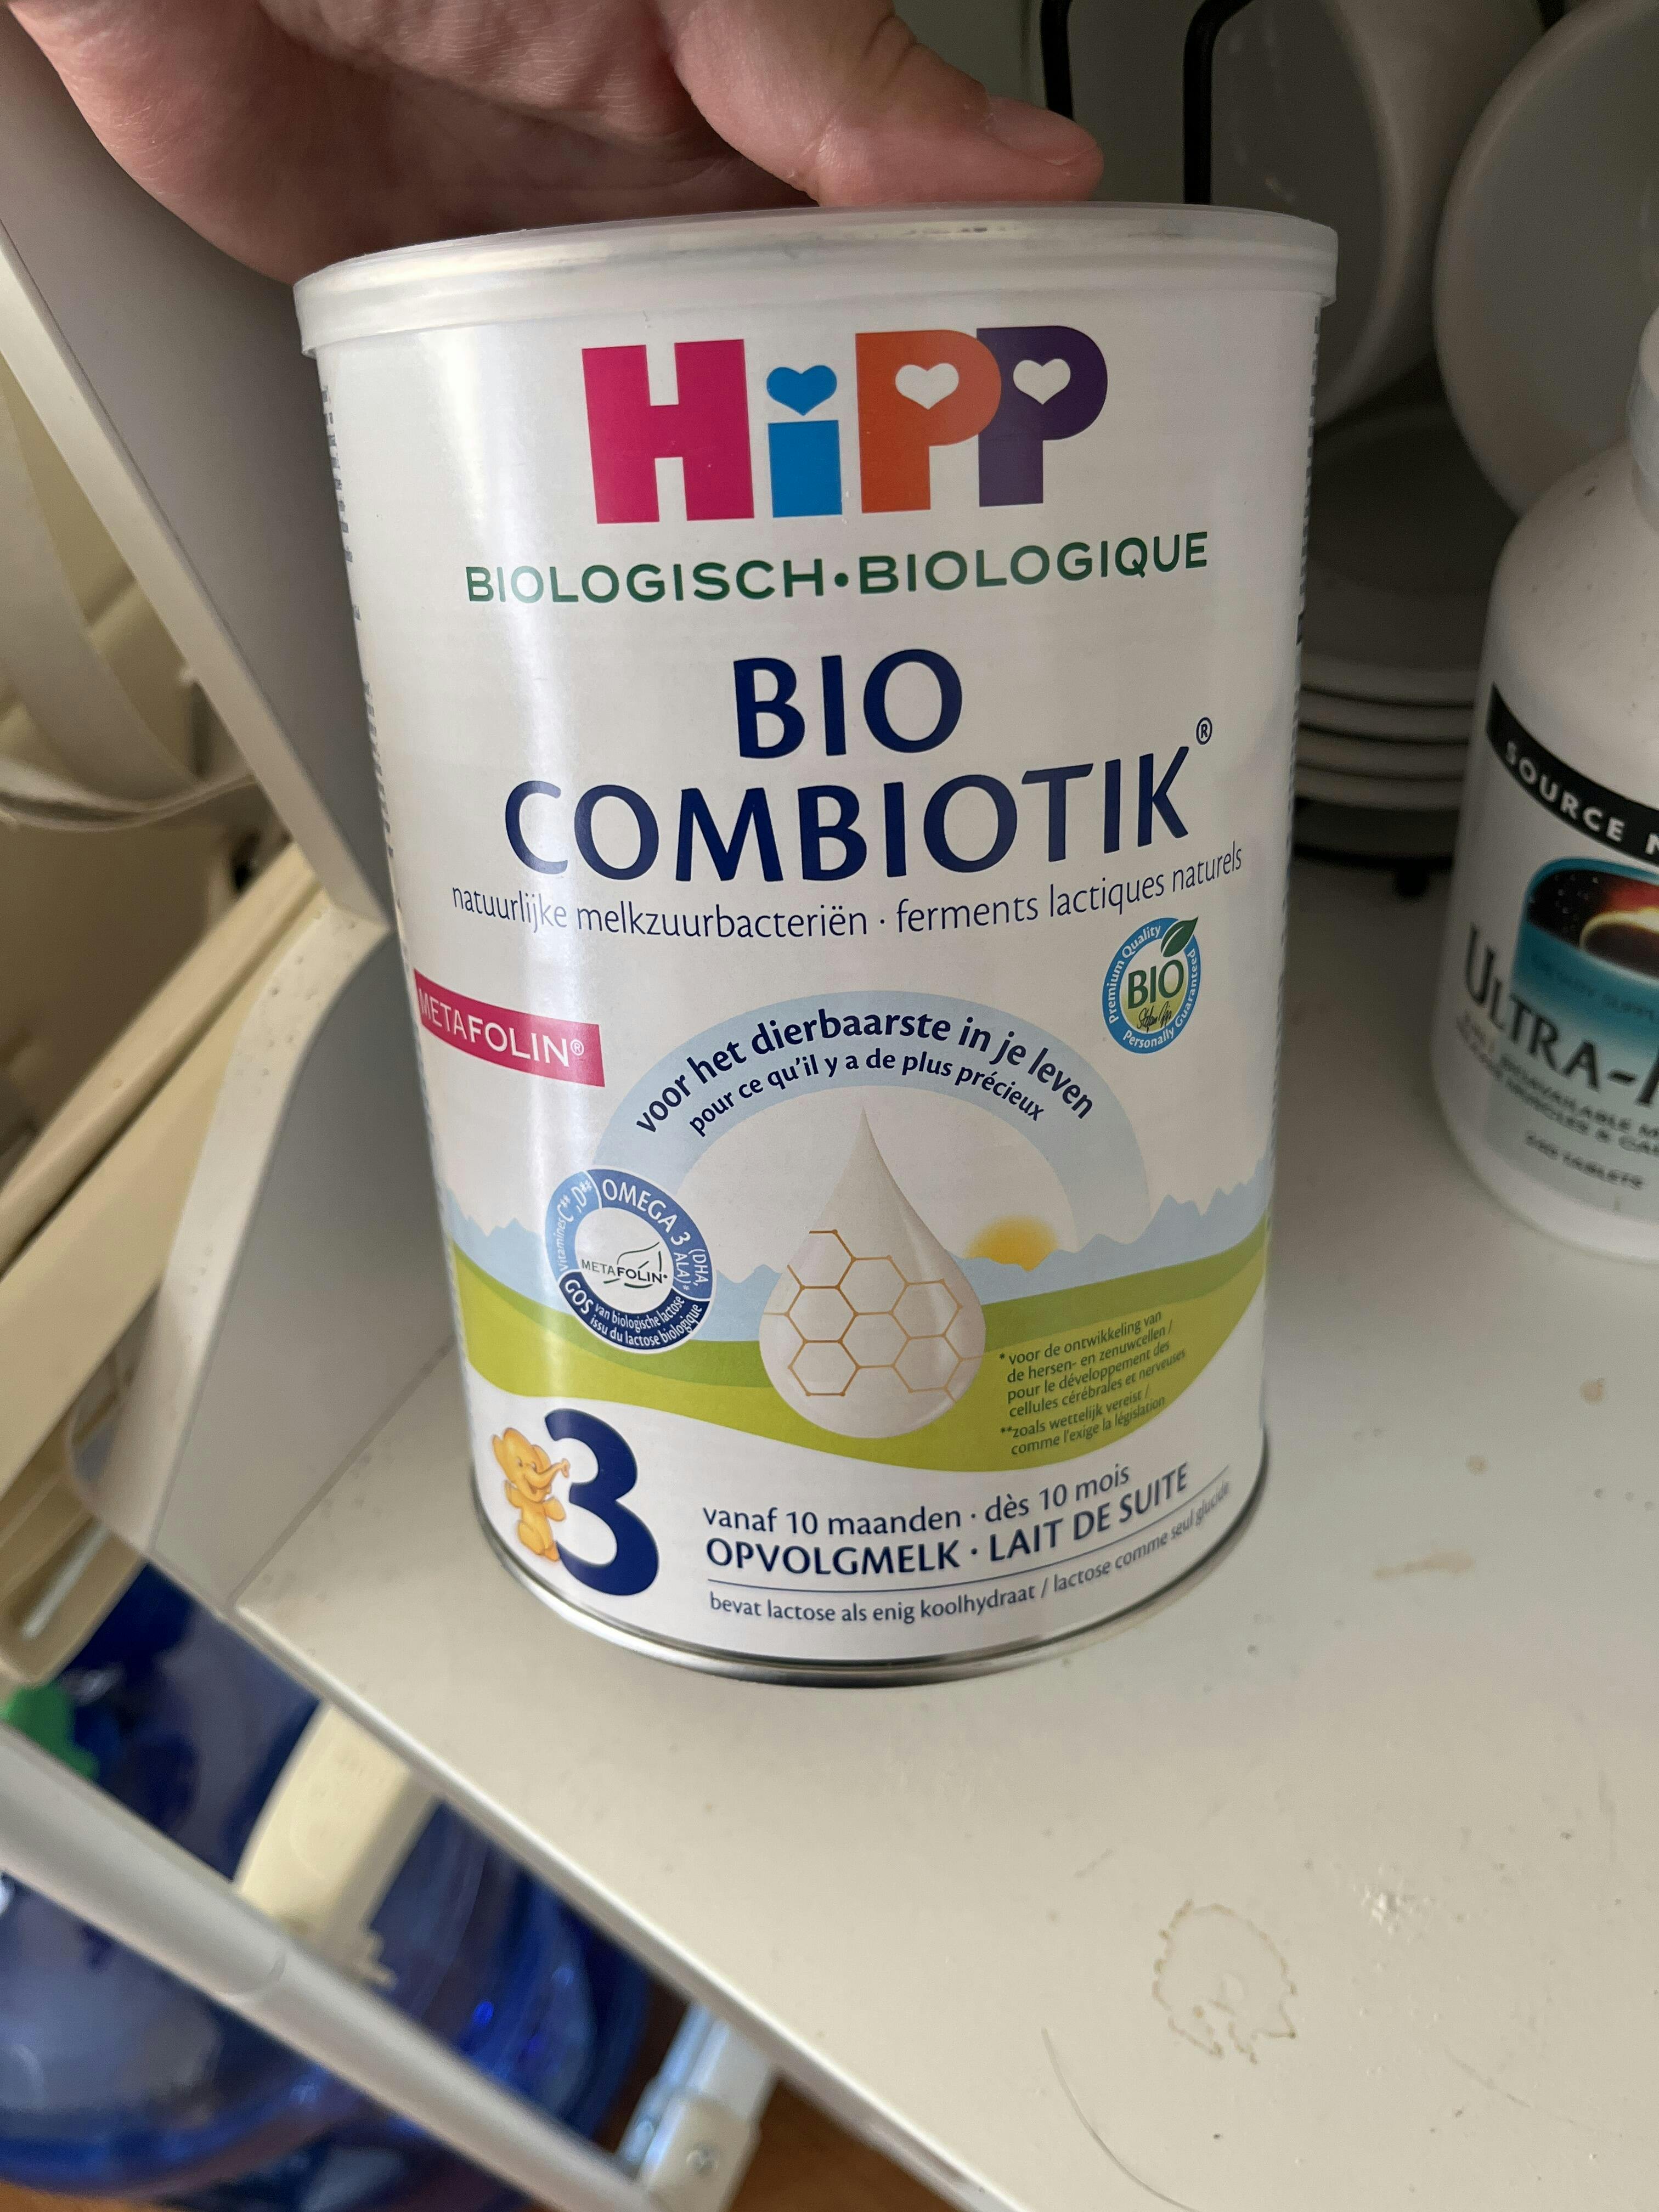 HiPP
BIOLOGISCH•BIOLOGIQUE
BIO
COMBIOTIK®
natuurlijke melkzuurbacteriën · ferments lactiques naturels
METAFOLIN®
Premium Quality
BIO
Personally Guaranteed
voor het dierbaarste in je leven
pour ce qu'il y a de plus précieux
vitamines C**, D**
OMEGA 3
(DHA, ALA)*
METAFOLIN®
GOS van biologische lactose
issu du lactose biologique
* voor de ontwikkeling van
de hersen- en zenuwcellen /
pour le développement des
cellules cérébrales et nerveuses
**zoals wettelijk vereist /
comme l'exige la législation
3
vanaf 10 maanden · dès 10 mois
OPVOLGMELK · LAIT DE SUITE
bevat lactose als enig koolhydraat / lactose comme seul glucide
SOURCE
ULTRA-
TABLETS